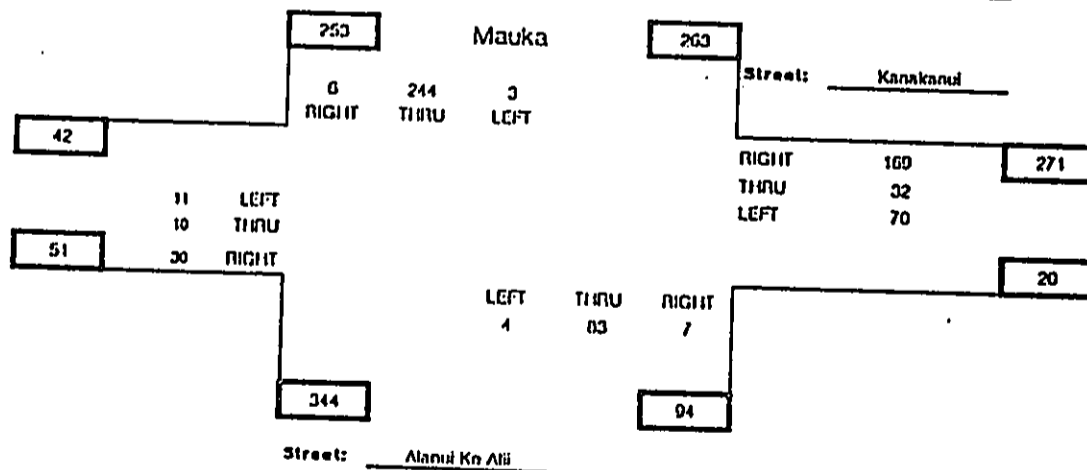 253 Mauka 263
Street: Kanakanui
6 244 3
RIGHT THRU LEFT
42
RIGHT 169 271
THRU 32
LEFT 70
11 LEFT
10 THRU
51 30 RIGHT
20
LEFT THRU RIGHT
4 83 7
344 94
Street: Alanui Ke Alii